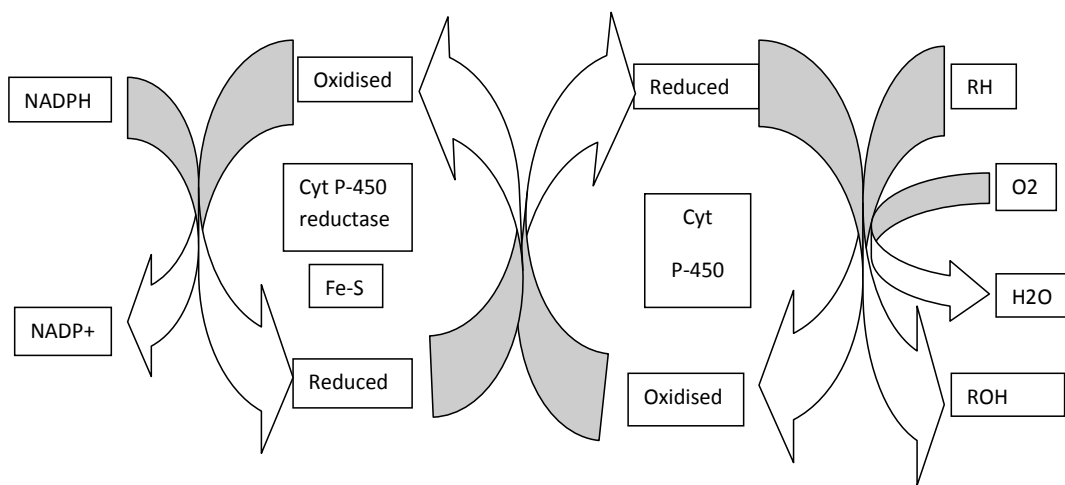 NADPH
NADP+
Oxidised
Cyt P-450
reductase
Fe-S
Reduced
Reduced
Cyt
P-450
Oxidised
RH
O2
H2O
ROH